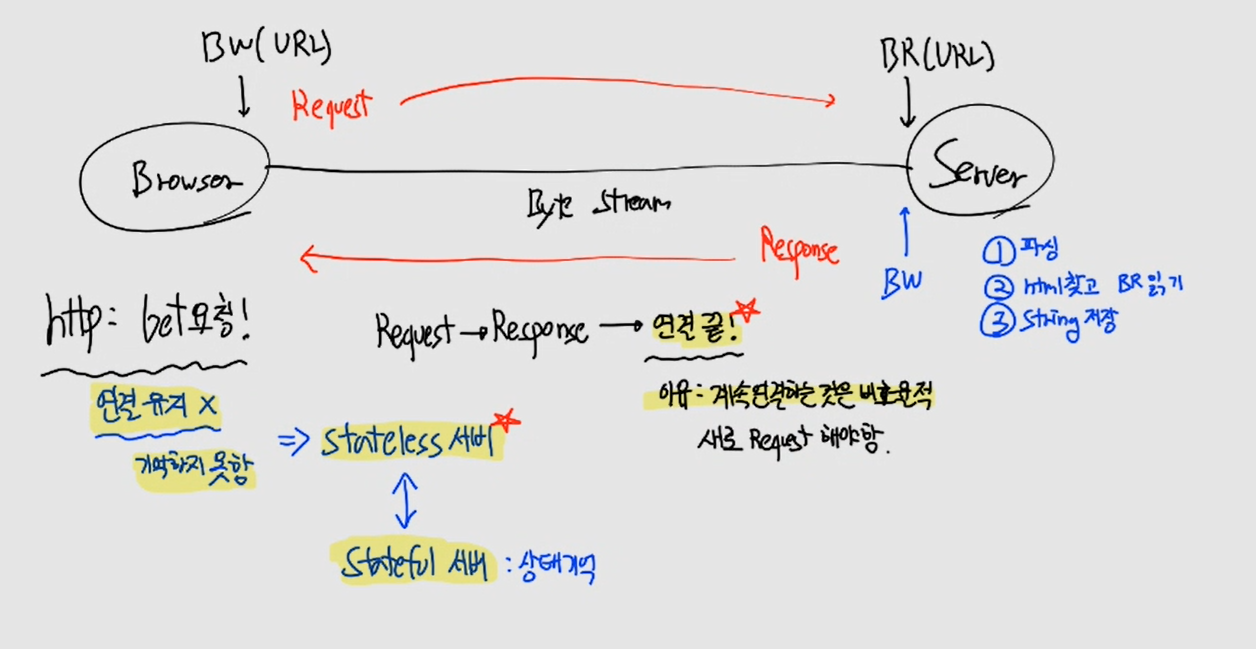 BW(URL)
BR(URL)
Request
Browser
Server
Byte Stream
Response
BW
① 파싱
② html찾고 BR 읽기
③ String 저장
http: Get요청!
Request → Response → 연결 끝!
연결 유지 X
이유: 계속연결하는 것은 비효율적
새로 Request 해야함.
기억하지 못함
⇒ Stateless 서버
Stateful 서버 : 상태기억